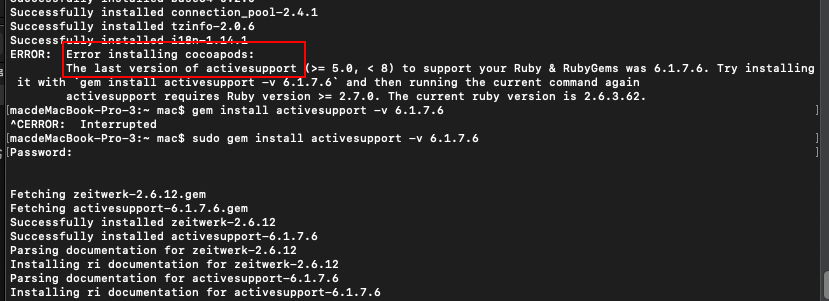 Successfully installed connection_pool-2.4.1
Successfully installed tzinfo-2.0.6
Successfully installed i18n-1.14.1
ERROR:  Error installing cocoapods:
The last version of activesupport (>= 5.0, < 8) to support your Ruby & RubyGems was 6.1.7.6. Try installing
it with `gem install activesupport -v 6.1.7.6` and then running the current command again
activesupport requires Ruby version >= 2.7.0. The current ruby version is 2.6.3.62.
[macdeMacBook-Pro-3:~ mac$ gem install activesupport -v 6.1.7.6 ]
^CERROR:  Interrupted
[macdeMacBook-Pro-3:~ mac$ sudo gem install activesupport -v 6.1.7.6 ]
[Password: ]
Fetching zeitwerk-2.6.12.gem
Fetching activesupport-6.1.7.6.gem
Successfully installed zeitwerk-2.6.12
Successfully installed activesupport-6.1.7.6
Parsing documentation for zeitwerk-2.6.12
Installing ri documentation for zeitwerk-2.6.12
Parsing documentation for activesupport-6.1.7.6
Installing ri documentation for activesupport-6.1.7.6